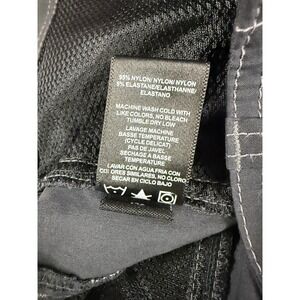 95% NYLON/ NYLON/ NYLON
5% ELASTANE/ELASTHANNE/
ELASTANO
MACHINE WASH COLD WITH
LIKE COLORS, NO BLEACH
TUMBLE DRY LOW
LAVAGE MACHINE
BASSE TEMPERATURE
(CYCLE DELICAT)
PAS DE JAVEL
SECHAGE A BASSE
TEMPERATURE
LAVAR CON AGUA FRIA CON
COLORES SIMILARES. NO CLORO
SECAR EN CICLO BAJO